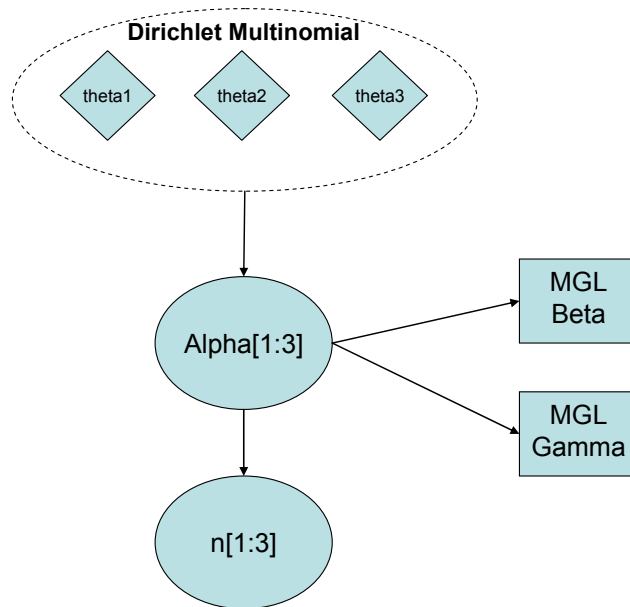 Dirichlet Multinomial
theta1
theta2
theta3
Alpha[1:3]
MGL
Beta
MGL
Gamma
n[1:3]